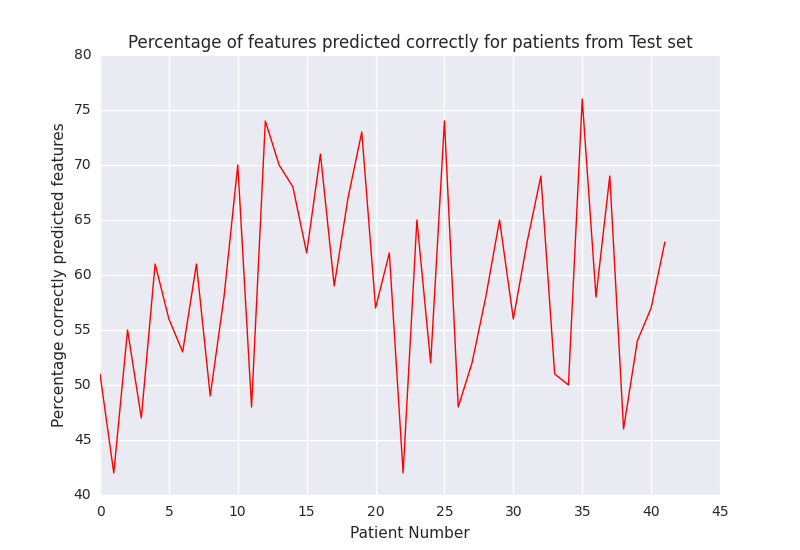 Percentage of features predicted correctly for patients from Test set
80
75
70
65
60
55
50
45
40
Percentage correctly predicted features
0 5 10 15 20 25 30 35 40 45
Patient Number